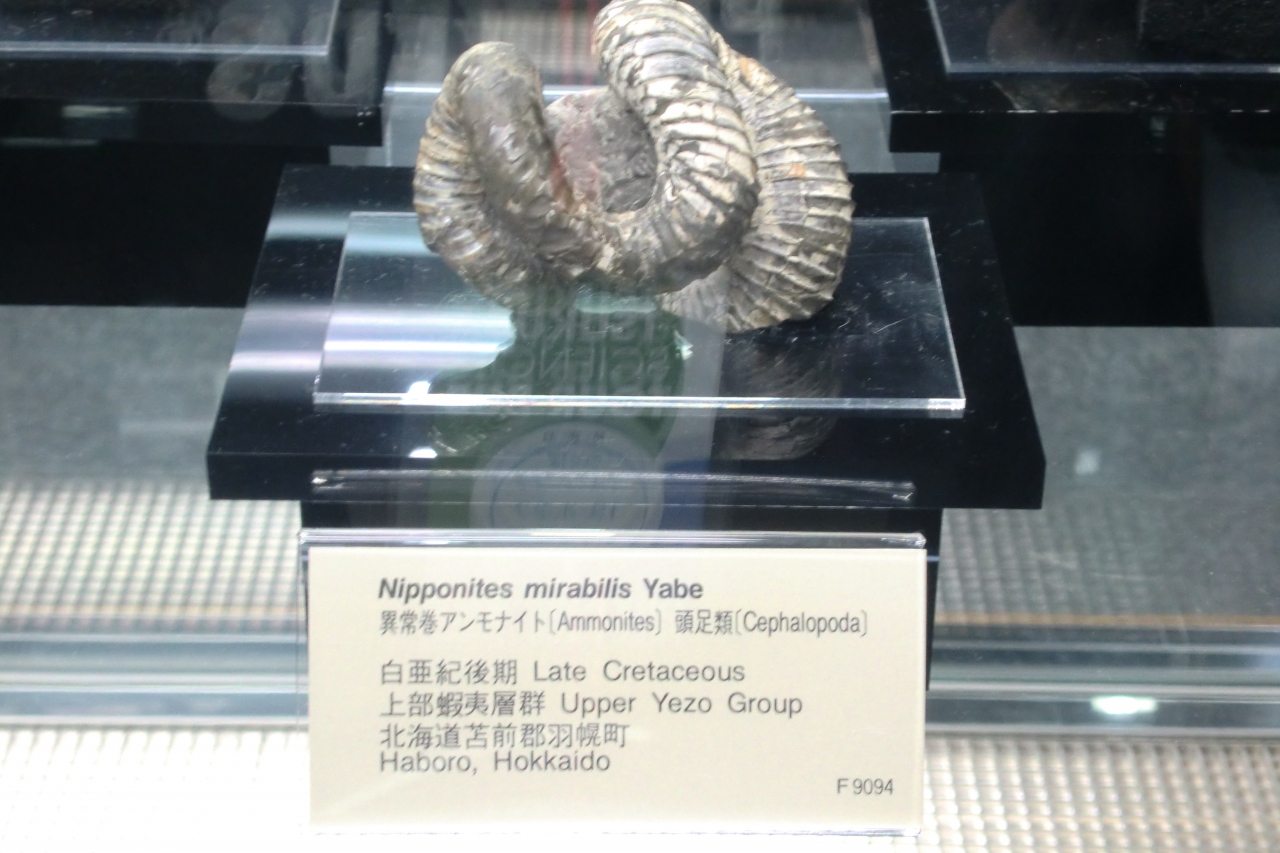 Nipponites mirabilis Yabe
異常巻アンモナイト〔Ammonites〕 頭足類〔Cephalopoda〕
白亜紀後期 Late Cretaceous
上部蝦夷層群 Upper Yezo Group
北海道苫前郡羽幌町
Haboro, Hokkaido
F9094